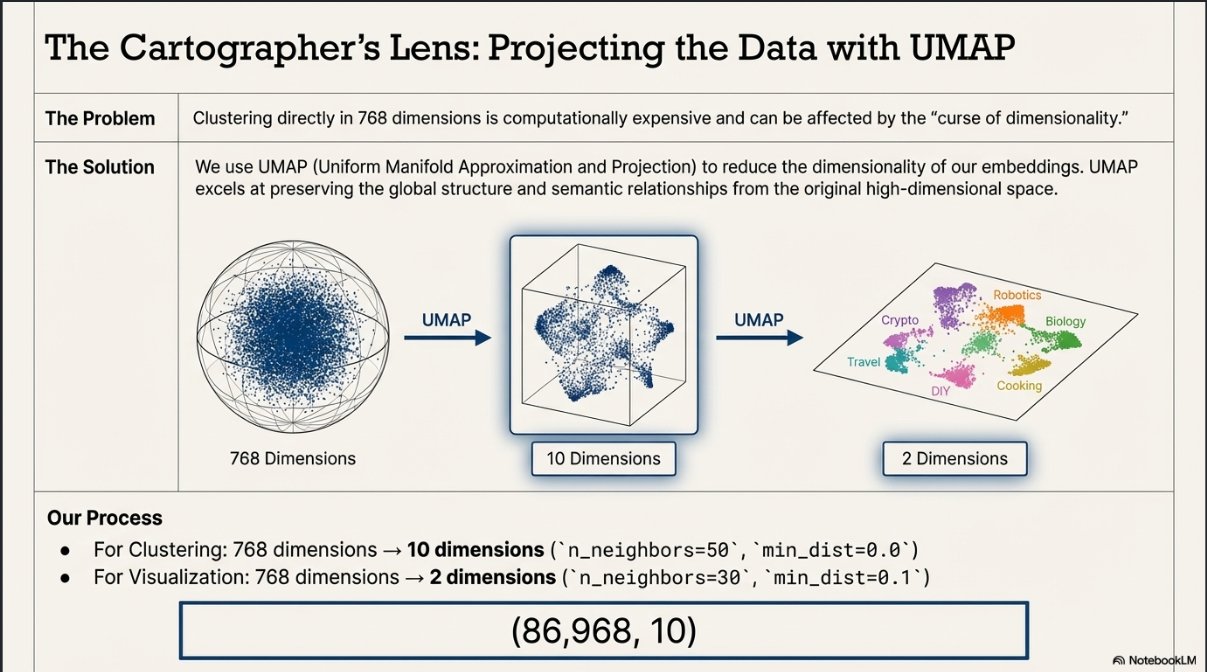 The Cartographer’s Lens: Projecting the Data with UMAP
The Problem
Clustering directly in 768 dimensions is computationally expensive and can be affected by the “curse of dimensionality.”
The Solution
We use UMAP (Uniform Manifold Approximation and Projection) to reduce the dimensionality of our embeddings. UMAP
excels at preserving the global structure and semantic relationships from the original high-dimensional space.
UMAP
UMAP
Robotics
Crypto
Biology
Travel
DIY
Cooking
768 Dimensions
10 Dimensions
2 Dimensions
Our Process
● For Clustering: 768 dimensions → 10 dimensions (`n_neighbors=50`, `min_dist=0.0`)
● For Visualization: 768 dimensions → 2 dimensions (`n_neighbors=30`, `min_dist=0.1`)
(86,968, 10)
NotebookLM